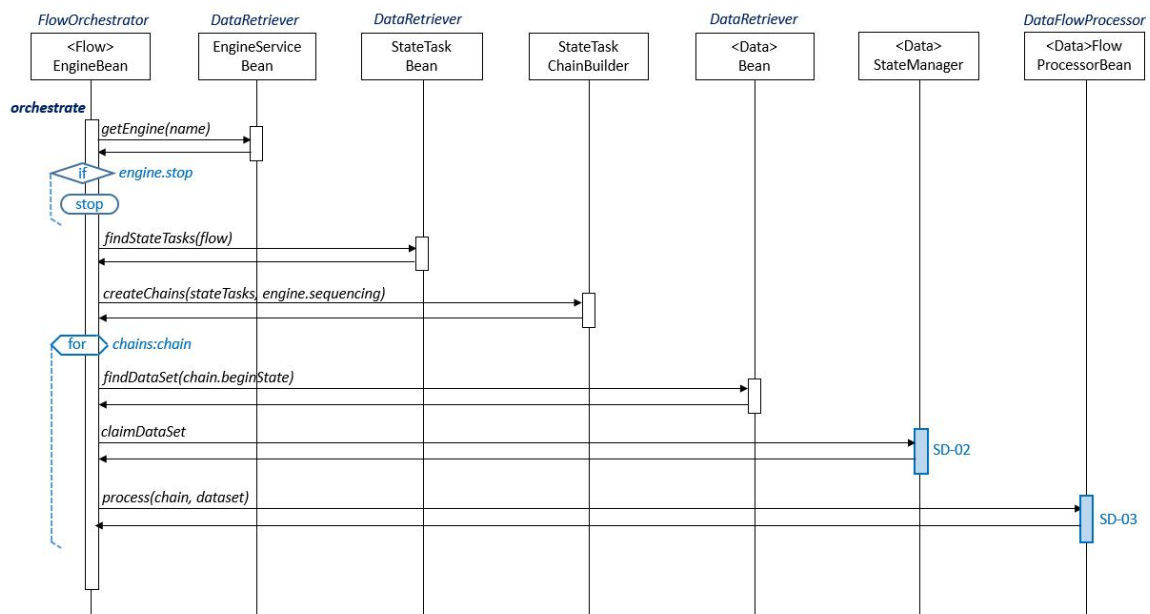 FlowOrchestrator
DataRetriever
DataRetriever
DataRetriever
DataFlowProcessor
<Flow>
EngineBean
EngineService
Bean
StateTask
Bean
StateTask
ChainBuilder
<Data>
Bean
<Data>
StateManager
<Data>Flow
ProcessorBean
orchestrate
getEngine(name)
if
engine.stop
stop
findStateTasks(flow)
createChains(stateTasks, engine.sequencing)
for
chains:chain
findDataSet(chain.beginState)
claimDataSet
SD-02
process(chain, dataset)
SD-03